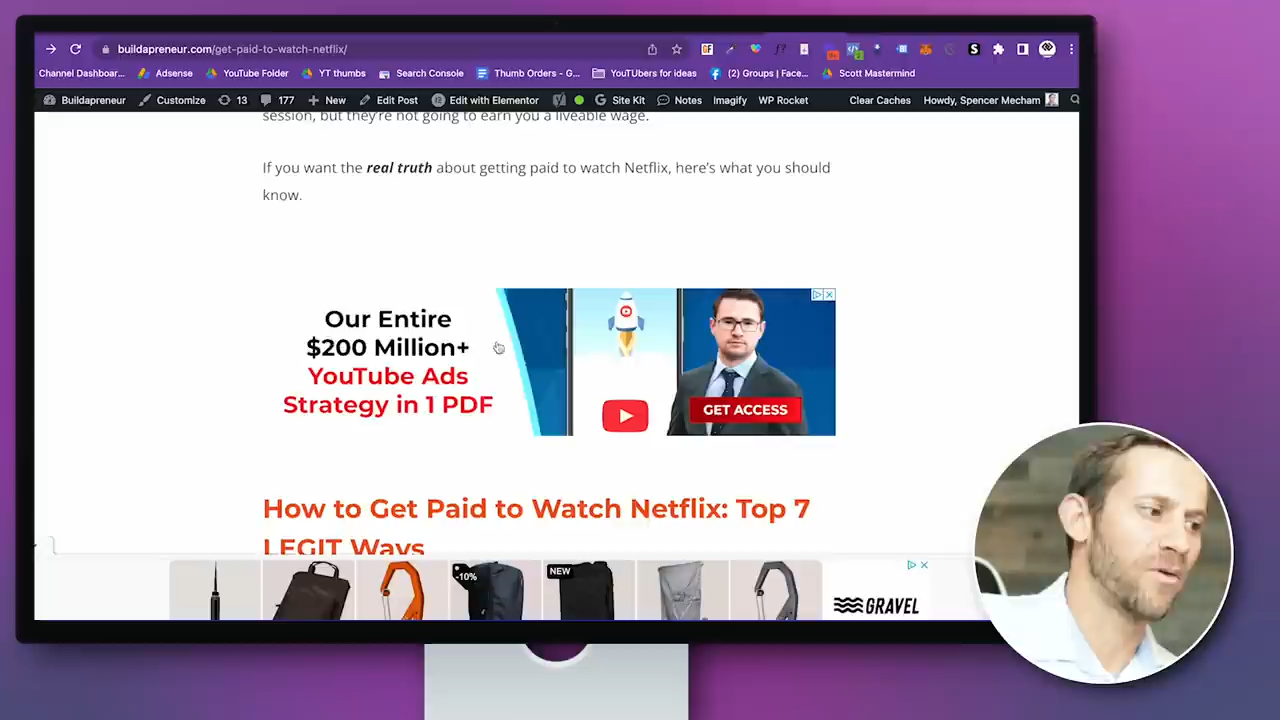 buildapreneur.com/get-paid-to-watch-netflix/
Channel Dashboar... Adsense YouTube Folder YT thumbs Search Console Thumb Orders - G... YouTUbers for ideas (2) Groups | Face... Scott Mastermind
Buildapreneur Customize 13 177 New Edit Post Edit with Elementor Site Kit Notes Imagify WP Rocket Clear Caches Howdy, Spencer Mecham
session, but they're not going to earn you a liveable wage.
If you want the real truth about getting paid to watch Netflix, here's what you should
know.
Our Entire
$200 Million+
YouTube Ads
Strategy in 1 PDF
GET ACCESS
How to Get Paid to Watch Netflix: Top 7
LEGIT Ways
-10%
NEW
GRAVEL